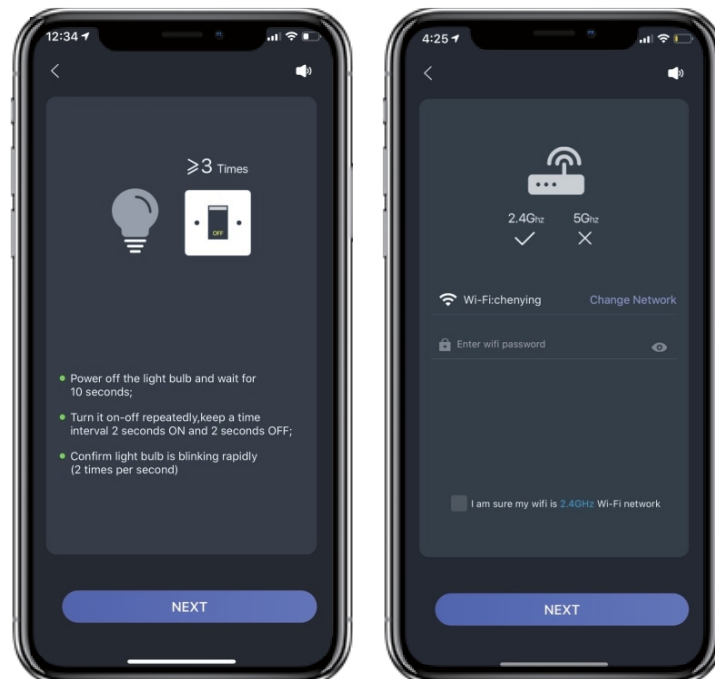 12:34
≥3 Times
OFF
Power off the light bulb and wait for
10 seconds;
Turn it on-off repeatedly,keep a time
interval 2 seconds ON and 2 seconds OFF;
Confirm light bulb is blinking rapidly
(2 times per second)
NEXT
4:25
2.4Ghz 5Ghz
Wi-Fi:chenying Change Network
Enter wifi password
I am sure my wifi is 2.4GHz Wi-Fi network
NEXT